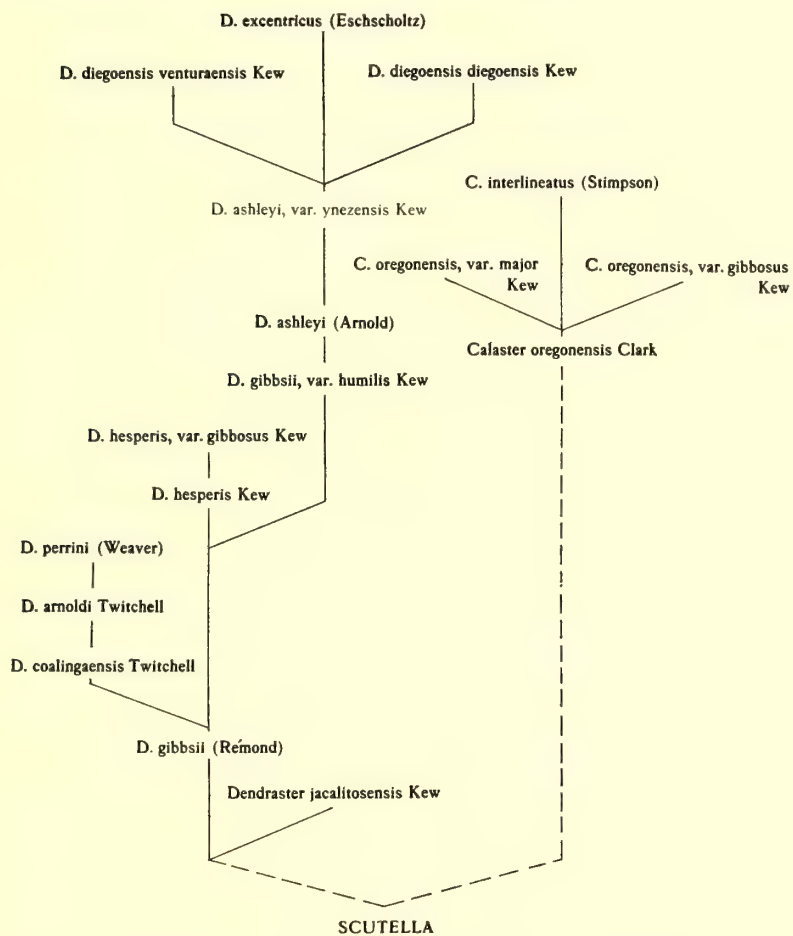 D. excentricus (Eschscholtz)
D. diegoensis venturaensis Kew
D. diegoensis diegoensis Kew
C. interlineatus (Stimpson)
D. ashleyi, var. ynezensis Kew
C. oregonensis, var. major
Kew
C. oregonensis, var. gibbosus
Kew
D. ashleyi (Arnold)
Calaster oregonensis Clark
D. gibbsii, var. humilis Kew
D. hesperis, var. gibbosus Kew
D. hesperis Kew
D. perrini (Weaver)
D. arnoldi Twitchell
D. coalingaensis Twitchell
D. gibbsii (Rémond)
Dendraster jacalitosensis Kew
SCUTELLA